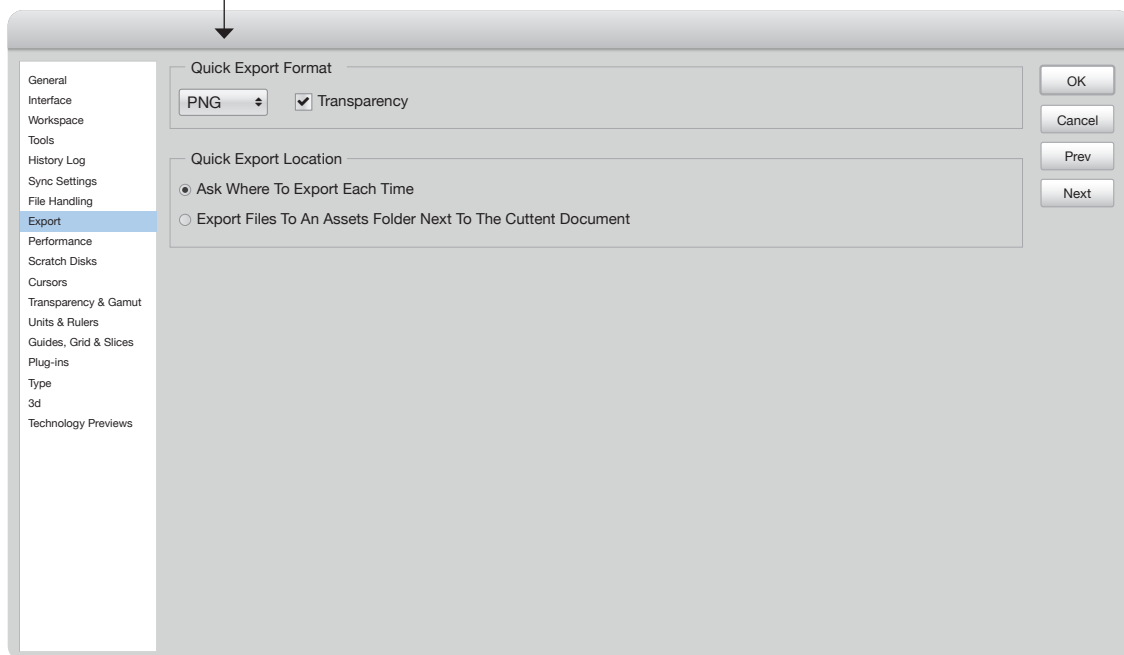 General
Interface
Workspace
Tools
History Log
Sync Settings
File Handling
Export
Performance
Scratch Disks
Cursors
Transparency & Gamut
Units & Rulers
Guides, Grid & Slices
Plug-ins
Type
3d
Technology Previews
Quick Export Format
PNG
Transparency
Quick Export Location
Ask Where To Export Each Time
Export Files To An Assets Folder Next To The Cuttent Document
OK
Cancel
Prev
Next